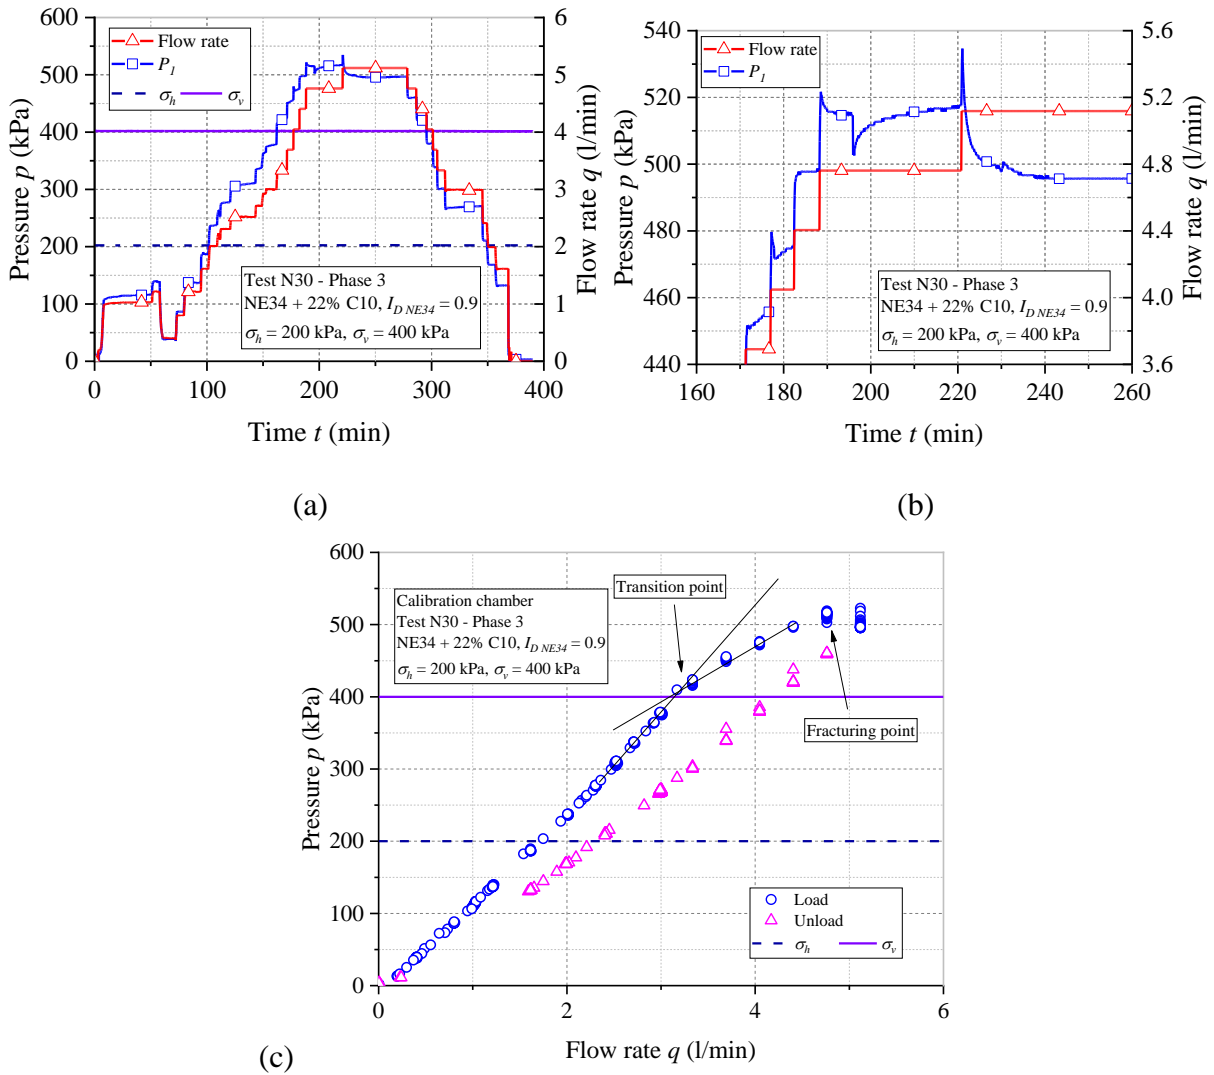 600
500
400
300
200
100
0
Pressure p (kPa)
Flow rate
P1
σh
σv
Test N30 - Phase 3
NE34 + 22% C10, ID NE34 = 0.9
σh = 200 kPa, σv = 400 kPa
6
5
4
3
2
1
0
Flow rate q (l/min)
0 100 200 300 400
Time t (min)
(a)
540
520
500
480
460
440
Pressure p (kPa)
Flow rate
P1
Test N30 - Phase 3
NE34 + 22% C10, ID NE34 = 0.9
σh = 200 kPa, σv = 400 kPa
5.6
5.2
4.8
4.4
4.0
3.6
Flow rate q (l/min)
160 180 200 220 240 260
Time t (min)
(b)
600
500
400
300
200
100
0
Pressure p (kPa)
Calibration chamber
Test N30 - Phase 3
NE34 + 22% C10, ID NE34 = 0.9
σh = 200 kPa, σv = 400 kPa
Transition point
Fracturing point
Load
Unload
σh
σv
0 2 4 6
Flow rate q (l/min)
(c)